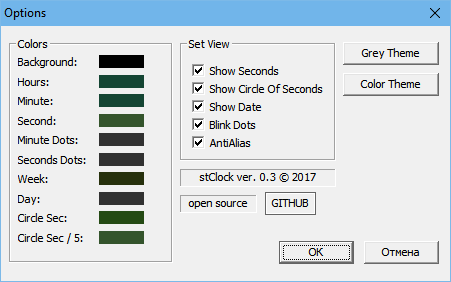 Options
Colors
Background:
Hours:
Minute:
Second:
Minute Dots:
Seconds Dots:
Week:
Day:
Circle Sec:
Circle Sec / 5:
Set View
Show Seconds
Show Circle Of Seconds
Show Date
Blink Dots
AntiAlias
stClock ver. 0.3 © 2017
open source
GITHUB
Grey Theme
Color Theme
OK
Отмена